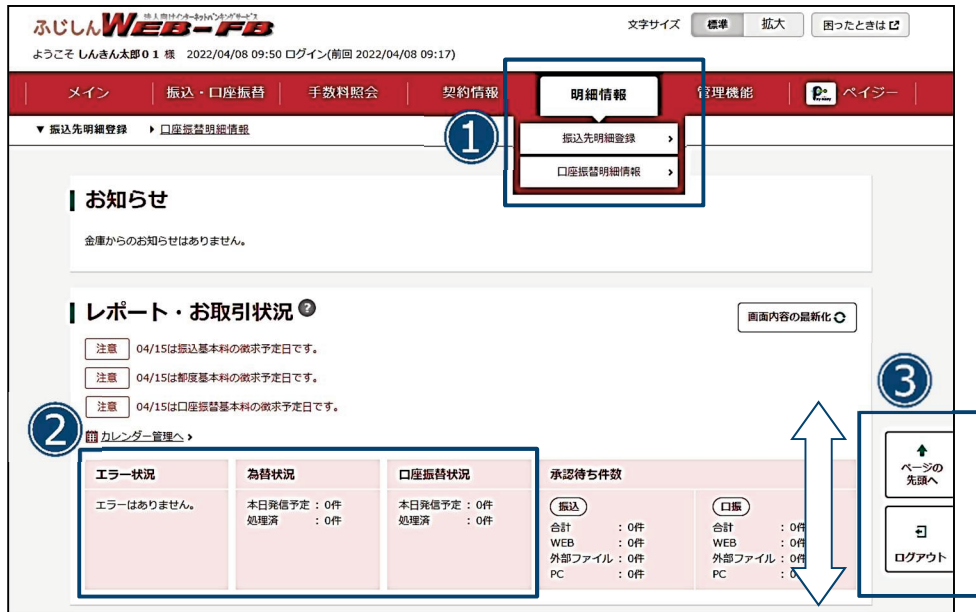 法人向けインターネットバンキングサービス
ふじしんWEB-FB
文字サイズ 標準 拡大 困ったときは
ようこそ しんきん太郎01 様 2022/04/08 09:50 ログイン(前回 2022/04/08 09:17)
メイン 振込・口座振替 手数料照会 契約情報 明細情報 管理機能 ペイジー
▼ 振込先明細登録 ▶ 口座振替明細情報
①
振込先明細登録 ›
口座振替明細情報 ›
お知らせ
金庫からのお知らせはありません。
レポート・お取引状況 ?
画面内容の最新化
注意 04/15は振込基本料の徴求予定日です。
注意 04/15は都度基本料の徴求予定日です。
注意 04/15は口座振替基本料の徴求予定日です。
②
カレンダー管理へ ›
③
エラー状況 為替状況 口座振替状況 承認待ち件数
エラーはありません。
本日発信予定 : 0件
処理済 : 0件
本日発信予定 : 0件
処理済 : 0件
振込
合計 : 0件
WEB : 0件
外部ファイル : 0件
PC : 0件
口振
合計 : 0件
WEB : 0件
外部ファイル : 0件
PC : 0
ページの
先頭へ
ログアウト